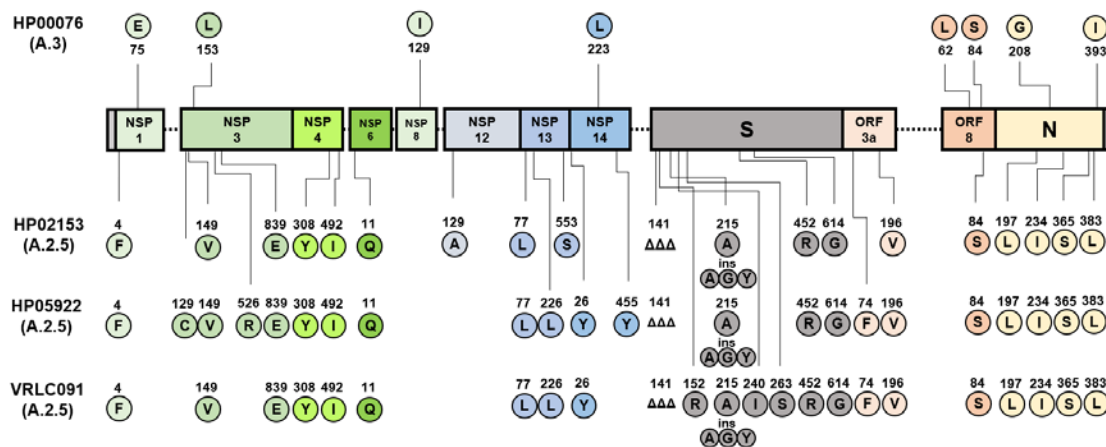 HP00076
(A.3)
E L I L L S G I
75 153 129 223 62 84 208 393
NSP 1 NSP 3 NSP 4 NSP 6 NSP 8 NSP 12 NSP 13 NSP 14 S ORF 3a ORF 8 N
HP02153
(A.2.5)
4 149 839 308 492 11 129 77 553 141 215 452 614 196 84 197 234 365 383
F V E Y I Q A L S ΔΔΔ A R G V S L I S L
ins
AGY
HP05922
(A.2.5)
4 129 149 526 839 308 492 11 77 226 26 455 141 215 452 614 74 196 84 197 234 365 383
F C V R E Y I Q L L Y Y ΔΔΔ A R G F V S L I S L
ins
AGY
VRLC091
(A.2.5)
4 149 839 308 492 11 77 226 26 141 152 215 240 263 452 614 74 196 84 197 234 365 383
F V E Y I Q L L Y ΔΔΔ R A I S R G F V S L I S L
ins
AGY